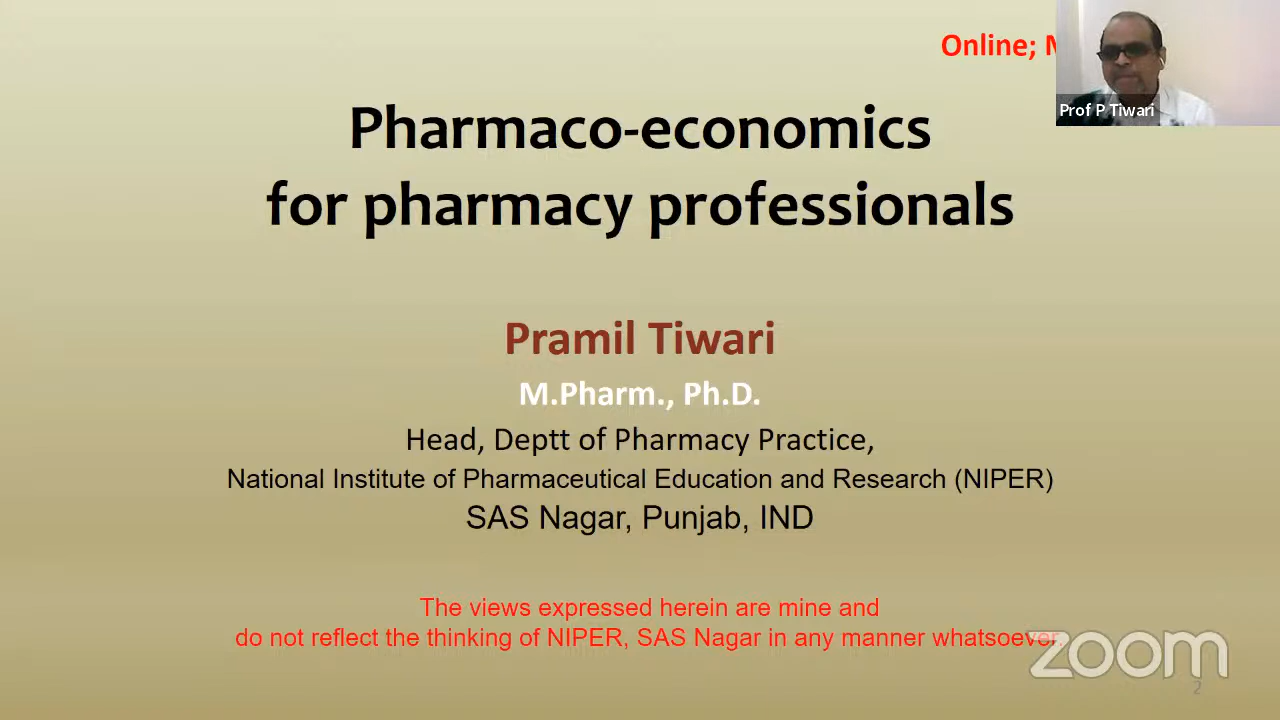 Online;
Prof P Tiwari
Pharmaco-economics
for pharmacy professionals
Pramil Tiwari
M.Pharm., Ph.D.
Head, Deptt of Pharmacy Practice,
National Institute of Pharmaceutical Education and Research (NIPER)
SAS Nagar, Punjab, IND
The views expressed herein are mine and
do not reflect the thinking of NIPER, SAS Nagar in any manner whatsoever.
zoom
2